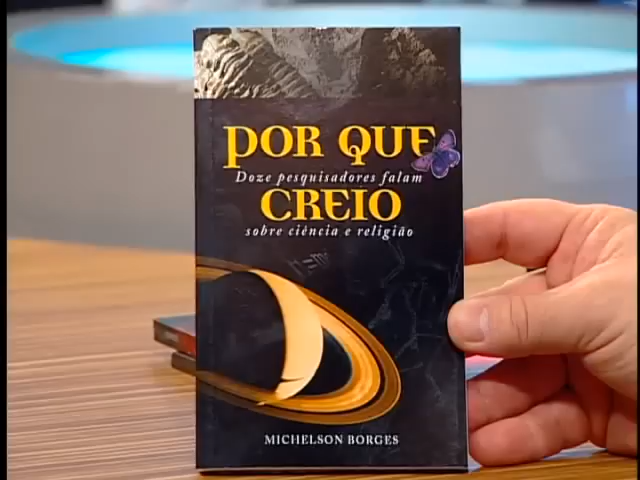 POR QUE
Doze pesquisadores falam
CREIO
sobre ciência e religião
MICHELSON BORGES